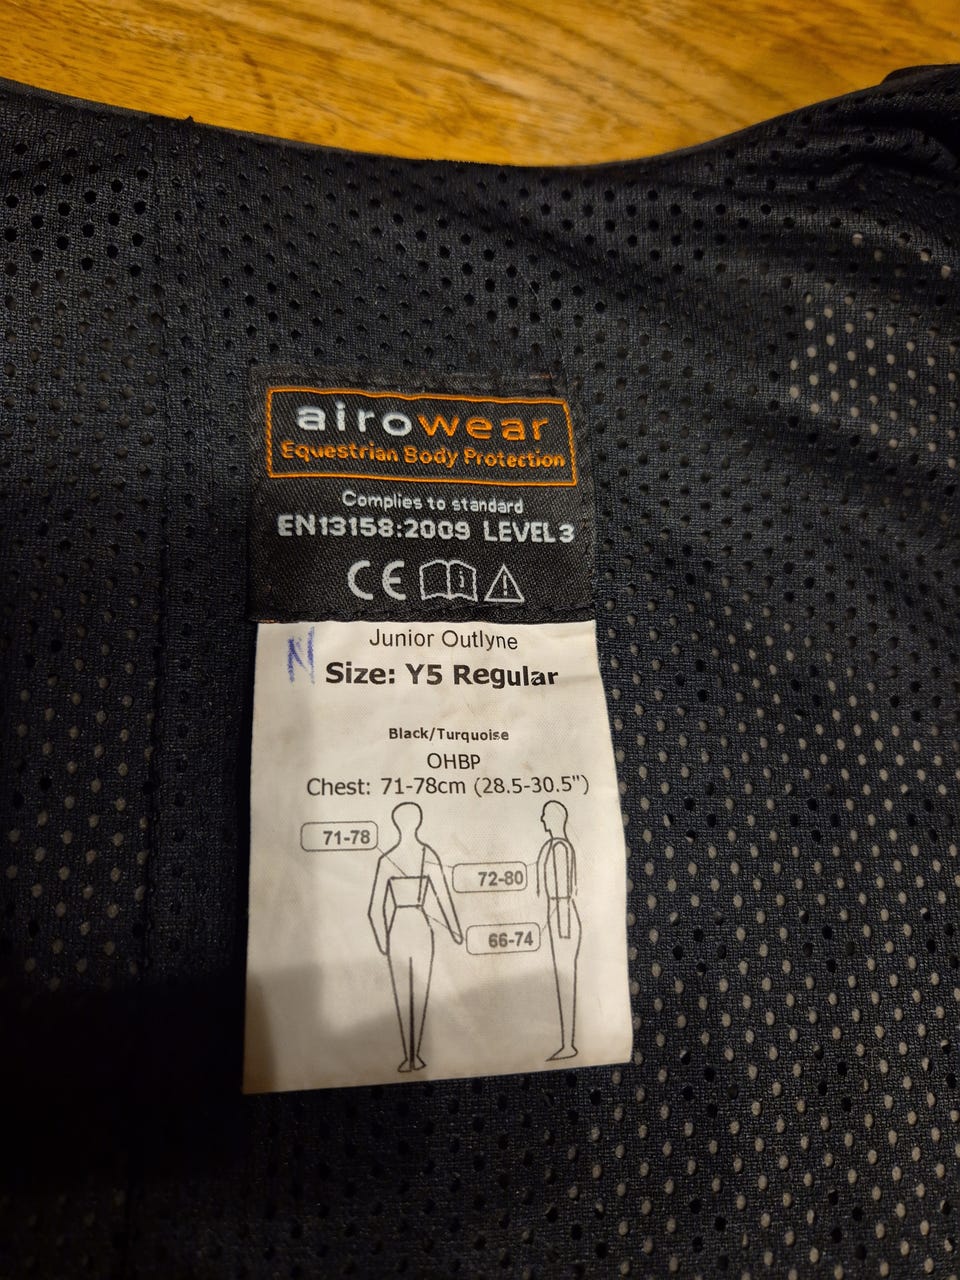 airowear
Equestrian Body Protection
Complies to standard
EN13158:2009 LEVEL 3
CE
N
Junior Outlyne
Size: Y5 Regular
Black/Turquoise
OHBP
Chest: 71-78cm (28.5-30.5")
71-78
72-80
66-74